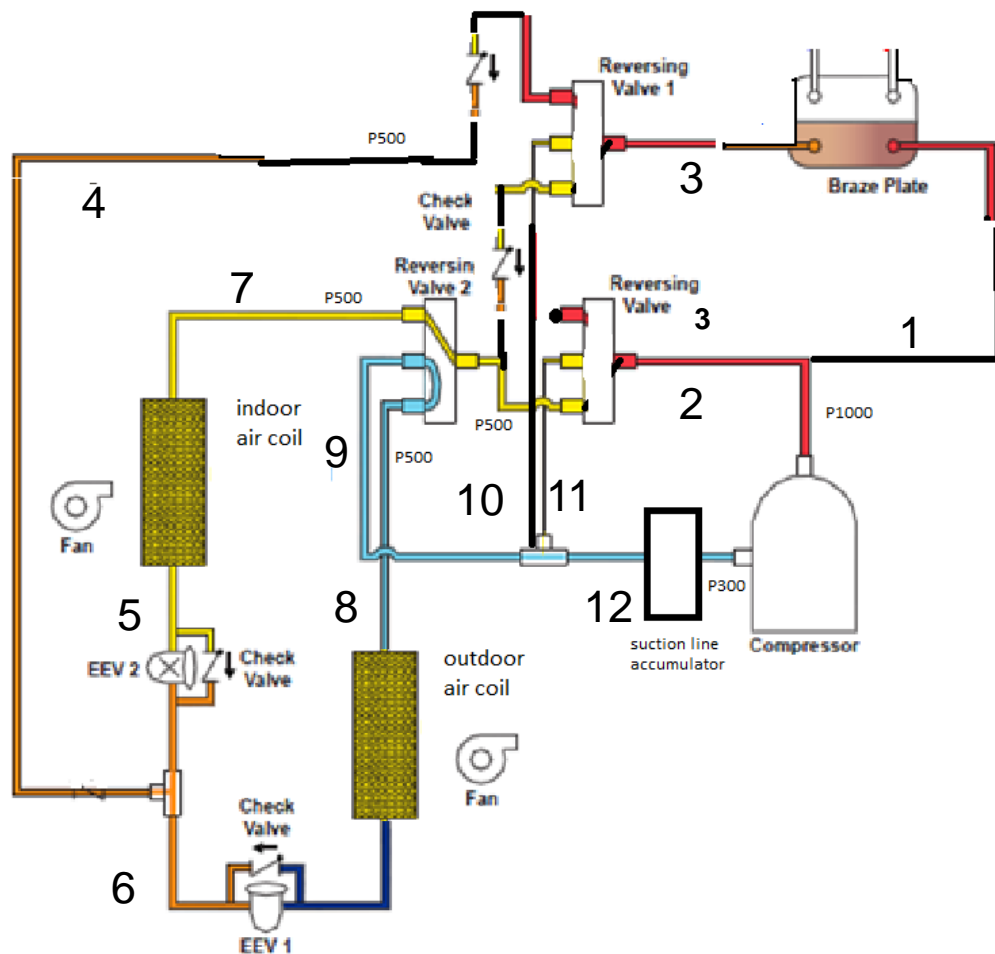 Reversing
Valve 1
P500
3
Braze Plate
4
Check
Valve
Reversin
Valve 2
7
P500
Reversing
Valve
3
1
2
P1000
P500
indoor
air coil
9
P500
10
11
Fan
8
12
P300
5
suction line
accumulator
Compressor
EEV 2
Check
Valve
outdoor
air coil
Fan
Check
Valve
6
EEV 1